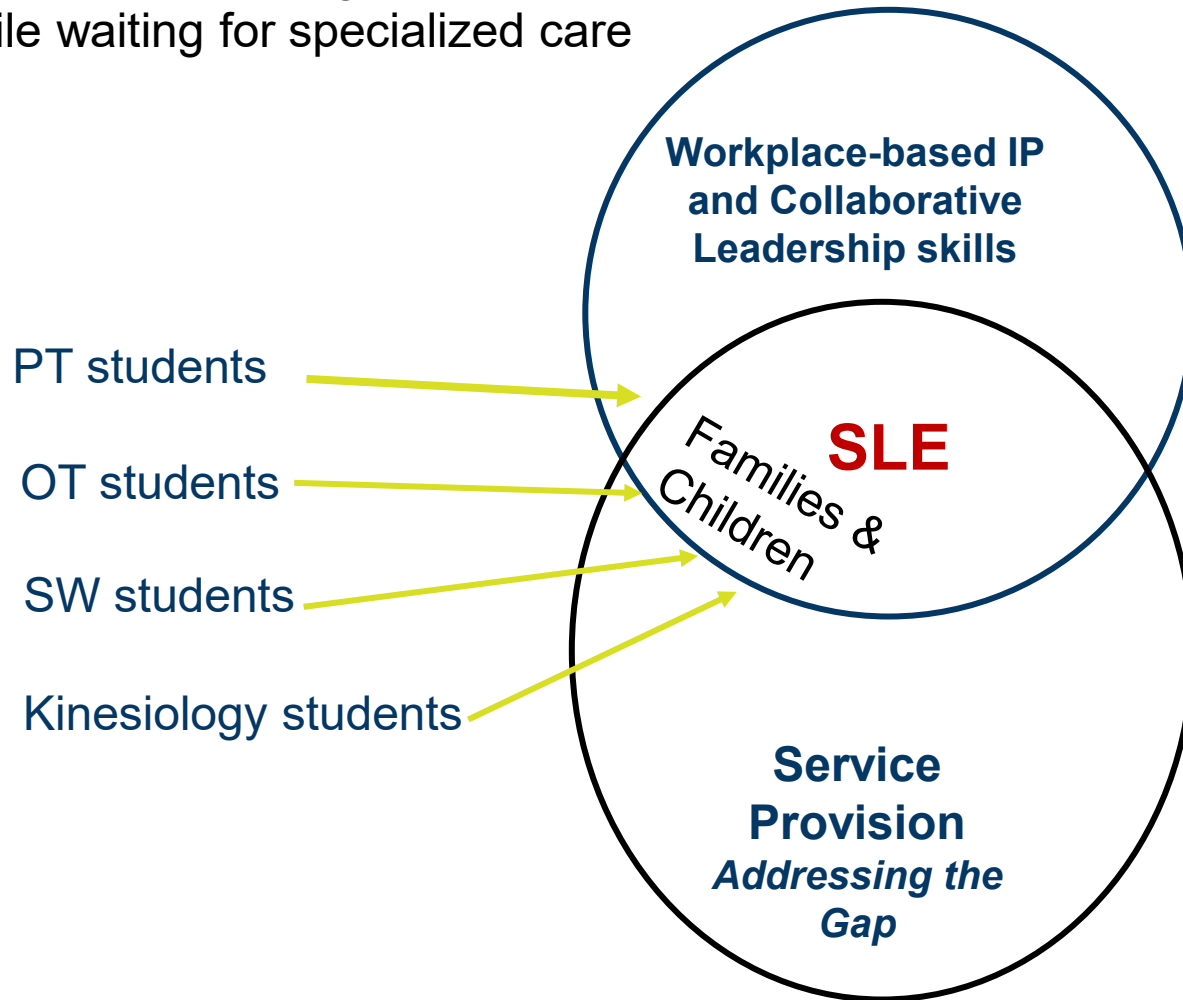 while waiting for specialized care
Workplace-based IP
and Collaborative
Leadership skills
PT students
SLE
Families &
Children
OT students
SW students
Kinesiology students
Service
Provision
Addressing the
Gap